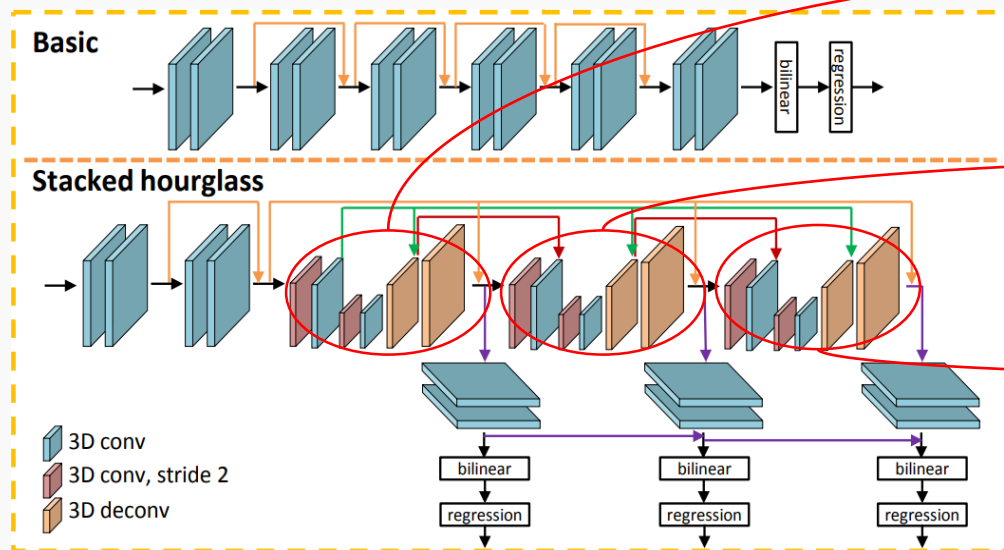 Basic
bilinear
regression
Stacked hourglass
3D conv
3D conv, stride 2
3D deconv
bilinear
bilinear
bilinear
regression
regression
regression